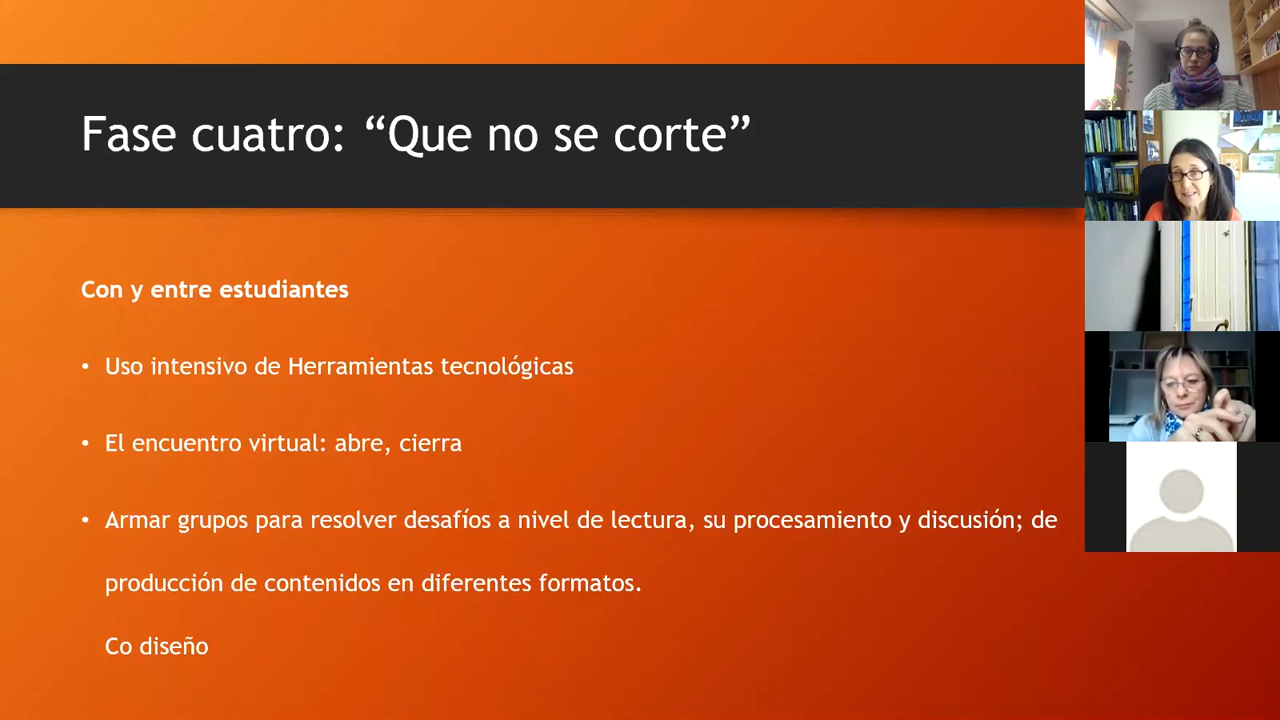 Fase cuatro: “Que no se corte”
Con y entre estudiantes
• Uso intensivo de Herramientas tecnológicas
• El encuentro virtual: abre, cierra
• Armar grupos para resolver desafíos a nivel de lectura, su procesamiento y discusión; de
producción de contenidos en diferentes formatos.
Co diseño